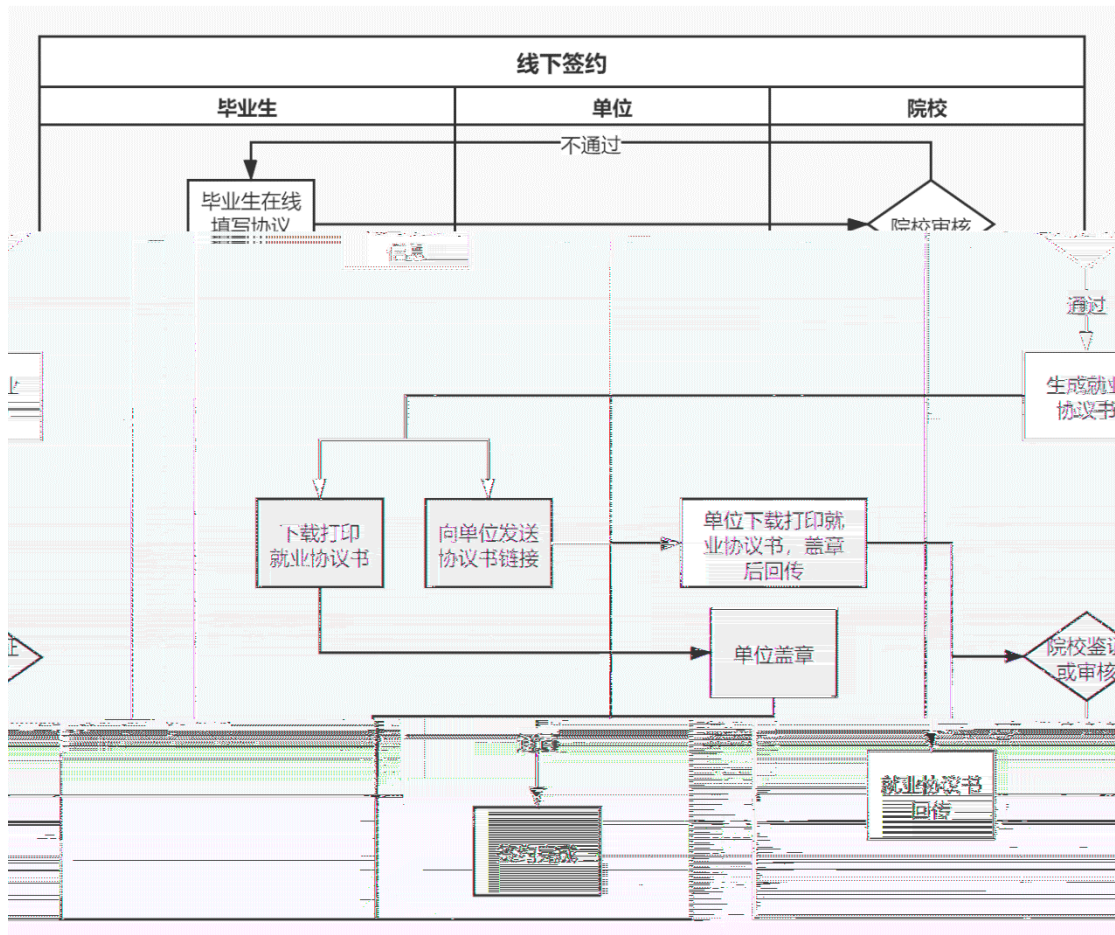 线下签约
毕业生
单位
院校
不通过
毕业生在线
填写协议
院校审核
信息
通过
生成就业
协议书
下载打印
就业协议书
向单位发送
协议书链接
单位下载打印就
业协议书，盖章
后回传
单位盖章
院校鉴证
或审核
就业协议书
回传